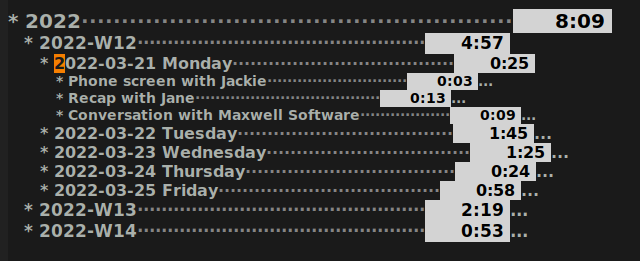 * 2022 8:09
* 2022-W12 4:57
* 2022-03-21 Monday 0:25
* Phone screen with Jackie 0:03 ...
* Recap with Jane 0:13 ...
* Conversation with Maxwell Software 0:09 ...
* 2022-03-22 Tuesday 1:45 ...
* 2022-03-23 Wednesday 1:25 ...
* 2022-03-24 Thursday 0:24 ...
* 2022-03-25 Friday 0:58 ...
* 2022-W13 2:19 ...
* 2022-W14 0:53 ...